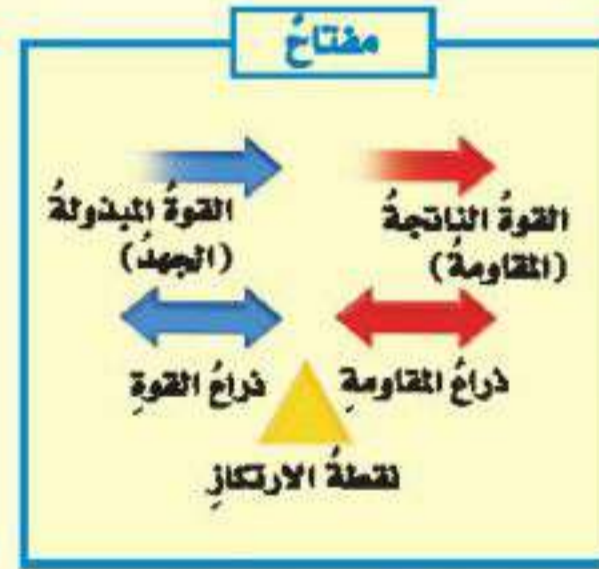 مفتاحُ
القوةُ الناتجةُ
(المقاومةُ)
القوةُ المبذولةُ
(الجهدُ)
ذراعُ المقاومةِ
ذراعُ القوةِ
نقطةُ الارتكازِ